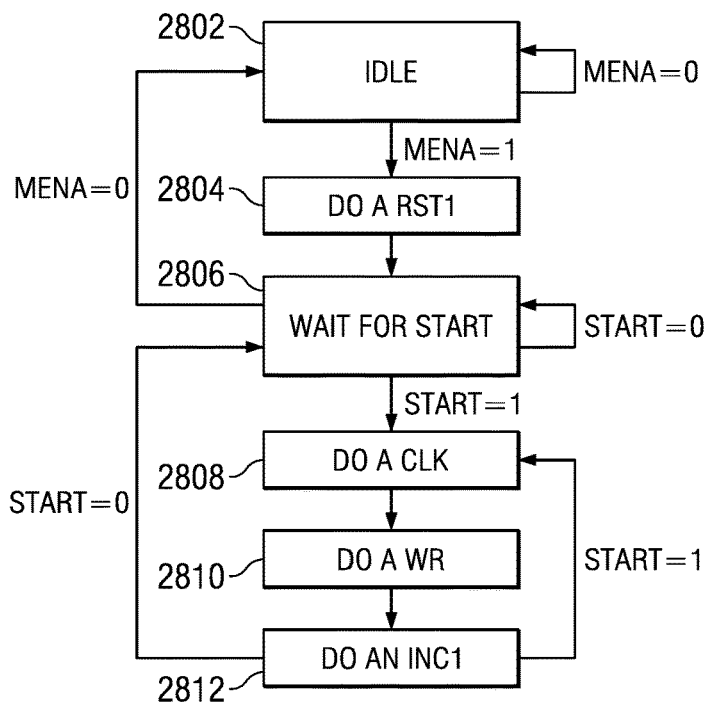 2802
IDLE
MENA=0
MENA=1
MENA=0
2804
DO A RST1
2806
WAIT FOR START
START=0
START=1
2808
DO A CLK
START=0
2810
DO A WR
START=1
DO AN INC1
2812